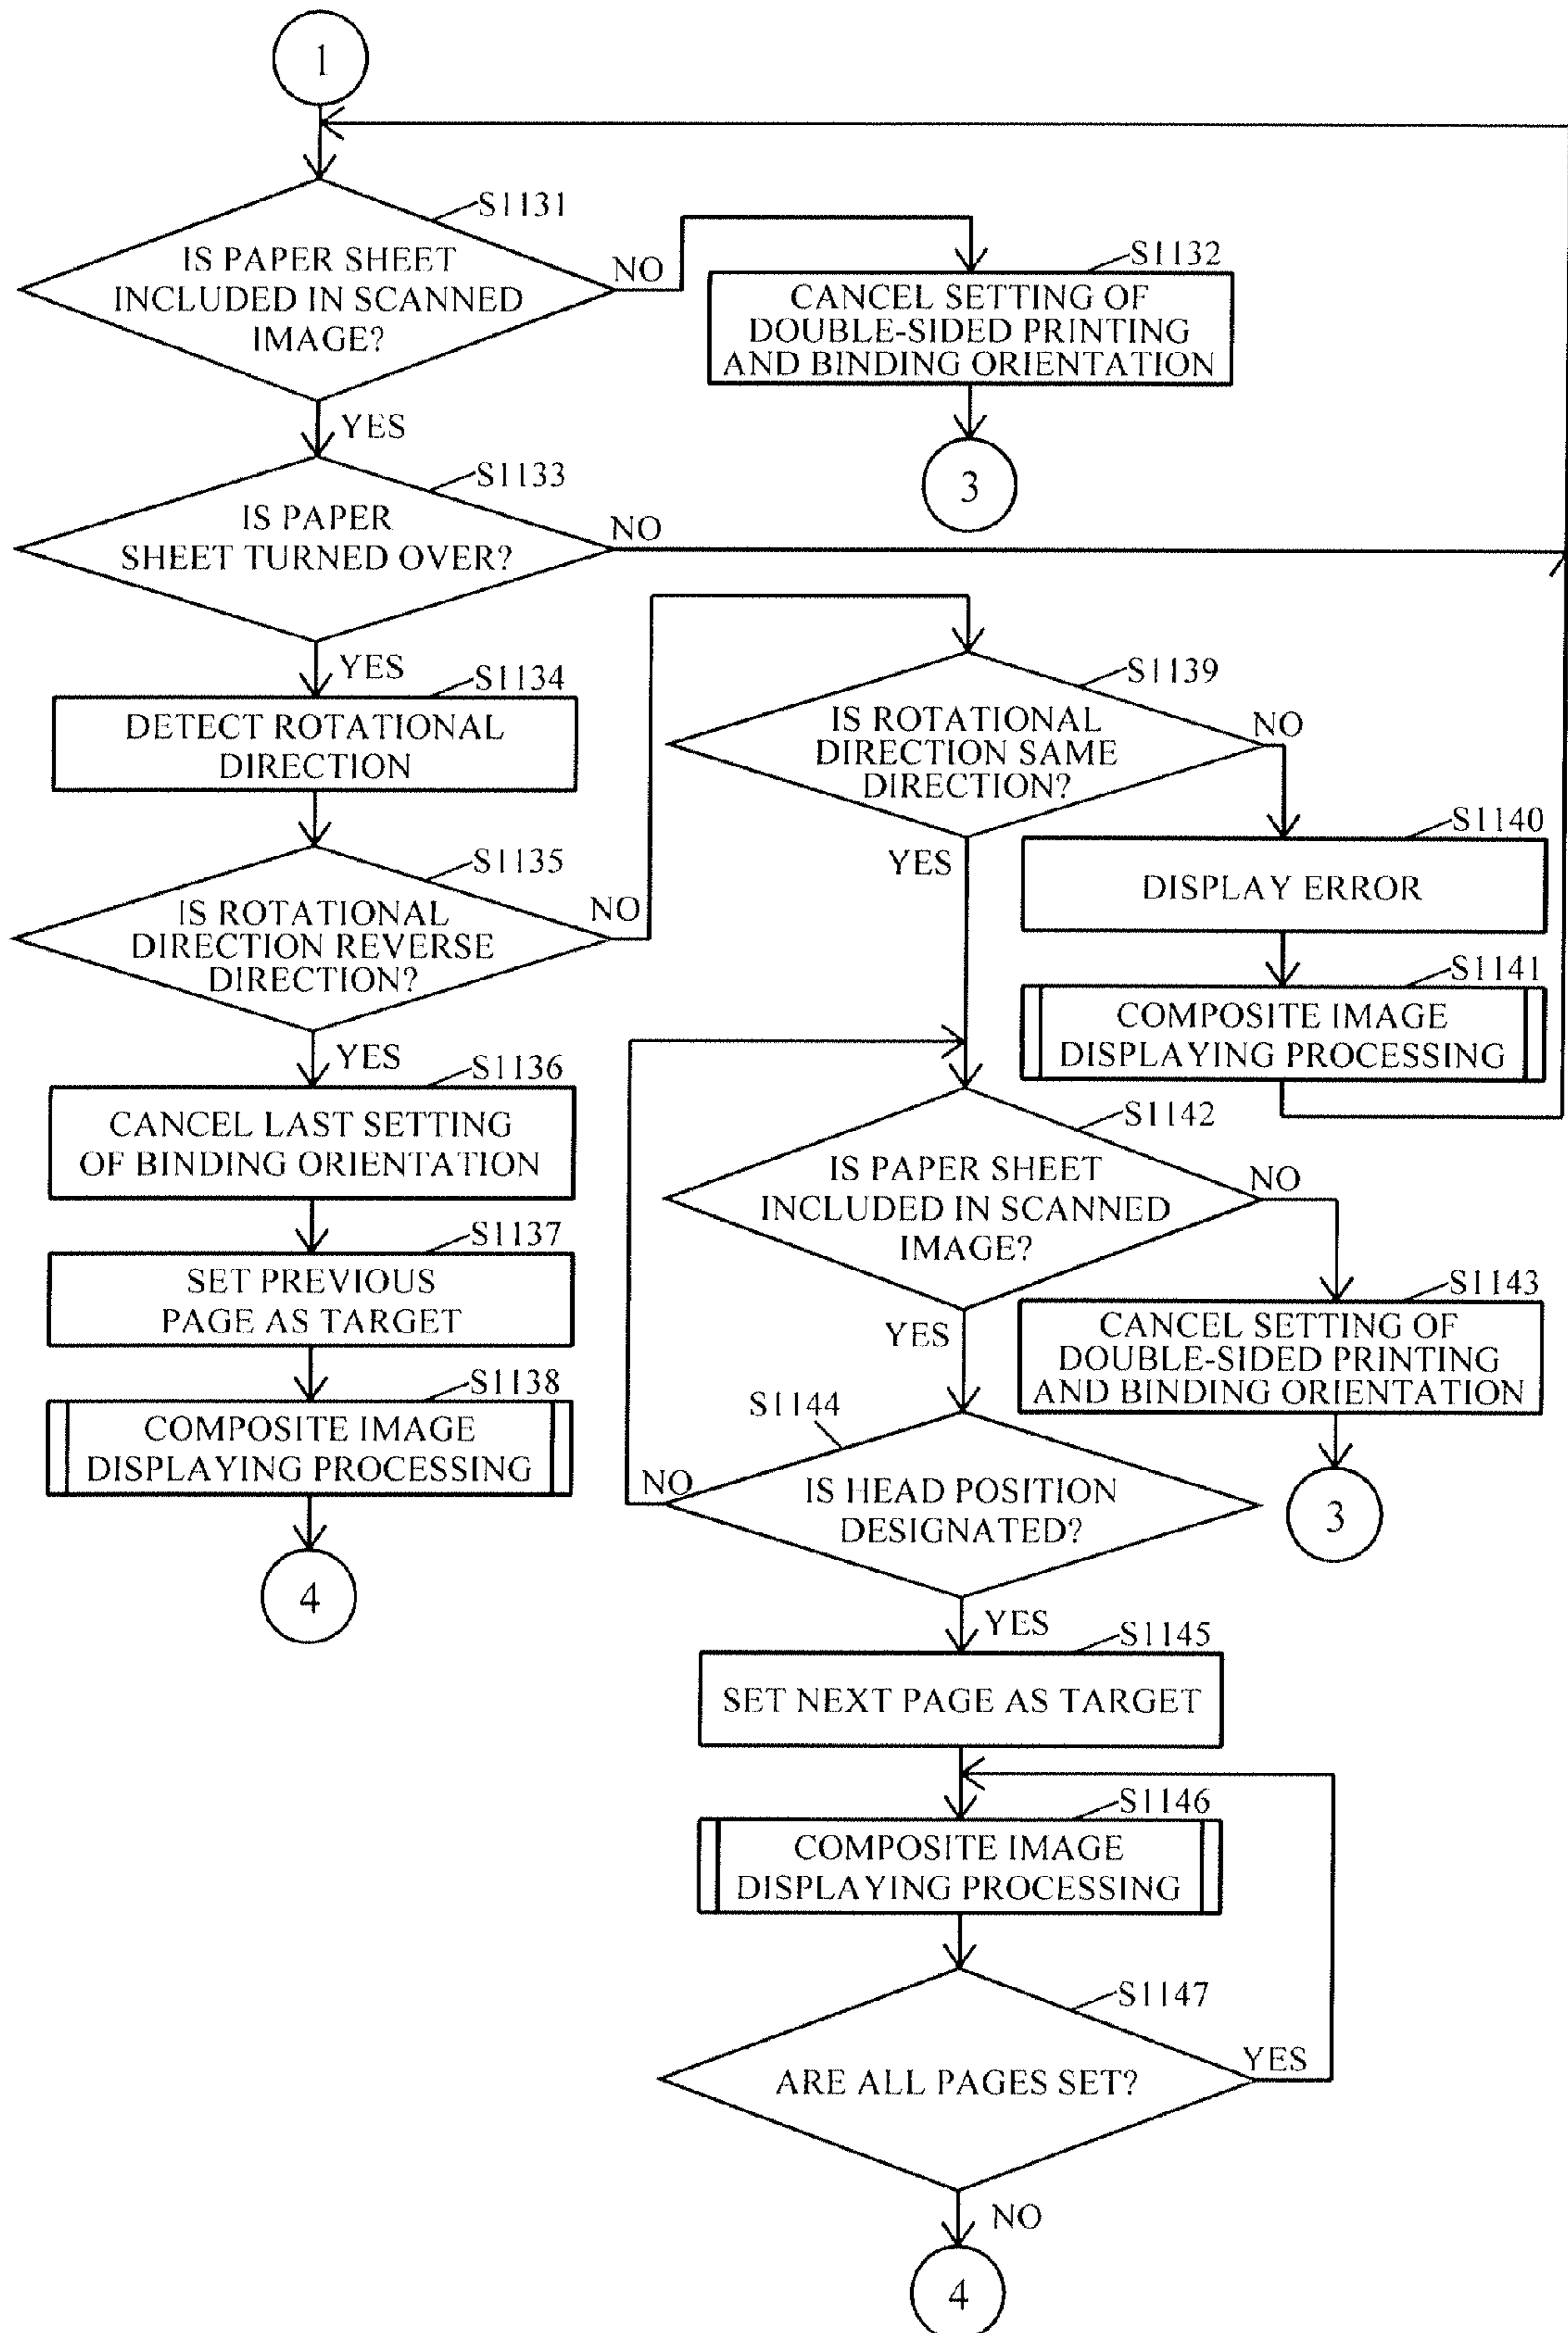 1
S1131
IS PAPER SHEET
INCLUDED IN SCANNED
IMAGE?
NO
YES
S1132
CANCEL SETTING OF
DOUBLE-SIDED PRINTING
AND BINDING ORIENTATION
3
S1133
IS PAPER
SHEET TURNED OVER?
NO
YES
S1134
DETECT ROTATIONAL
DIRECTION
S1135
IS ROTATIONAL
DIRECTION REVERSE
DIRECTION?
NO
YES
S1136
CANCEL LAST SETTING
OF BINDING ORIENTATION
S1137
SET PREVIOUS
PAGE AS TARGET
S1138
COMPOSITE IMAGE
DISPLAYING PROCESSING
4
S1139
IS ROTATIONAL
DIRECTION SAME
DIRECTION?
NO
YES
S1140
DISPLAY ERROR
S1141
COMPOSITE IMAGE
DISPLAYING PROCESSING
S1142
IS PAPER SHEET
INCLUDED IN SCANNED
IMAGE?
NO
YES
S1143
CANCEL SETTING OF
DOUBLE-SIDED PRINTING
AND BINDING ORIENTATION
3
S1144
IS HEAD POSITION
DESIGNATED?
NO
YES
S1145
SET NEXT PAGE AS TARGET
S1146
COMPOSITE IMAGE
DISPLAYING PROCESSING
S1147
ARE ALL PAGES SET?
YES
NO
4